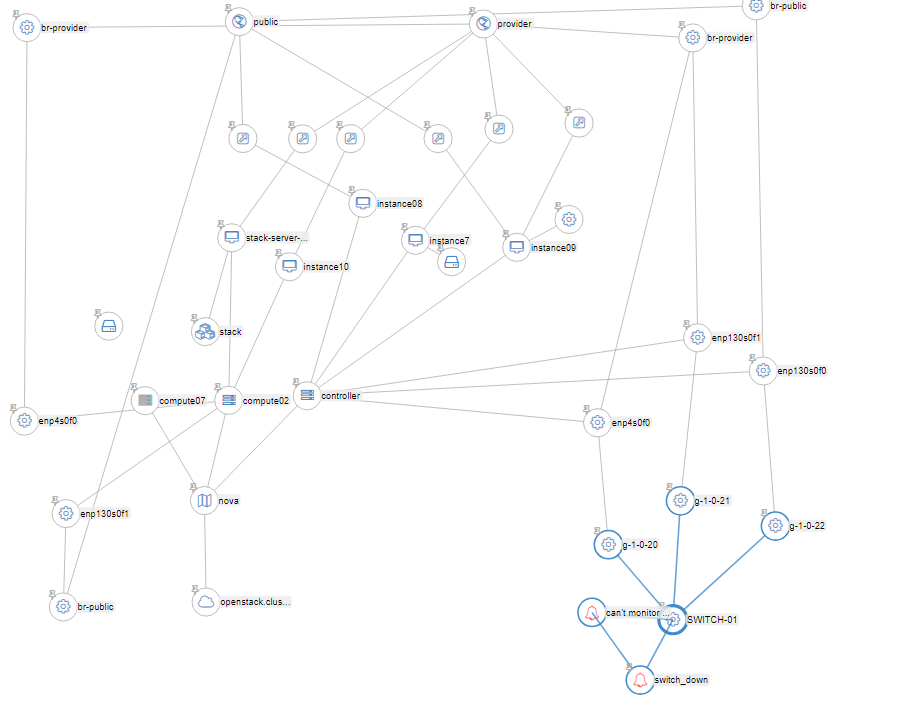 br-public
public
provider
br-provider
br-provider
instance08
stack-server-...
instance7
instance09
instance10
stack
enp130s0f1
enp130s0f0
controller
compute07
compute02
enp4s0f0
enp4s0f0
nova
g-1-0-21
enp130s0f1
g-1-0-22
g-1-0-20
openstack.clus...
br-public
can't monitor ...
SWITCH-01
switch_down